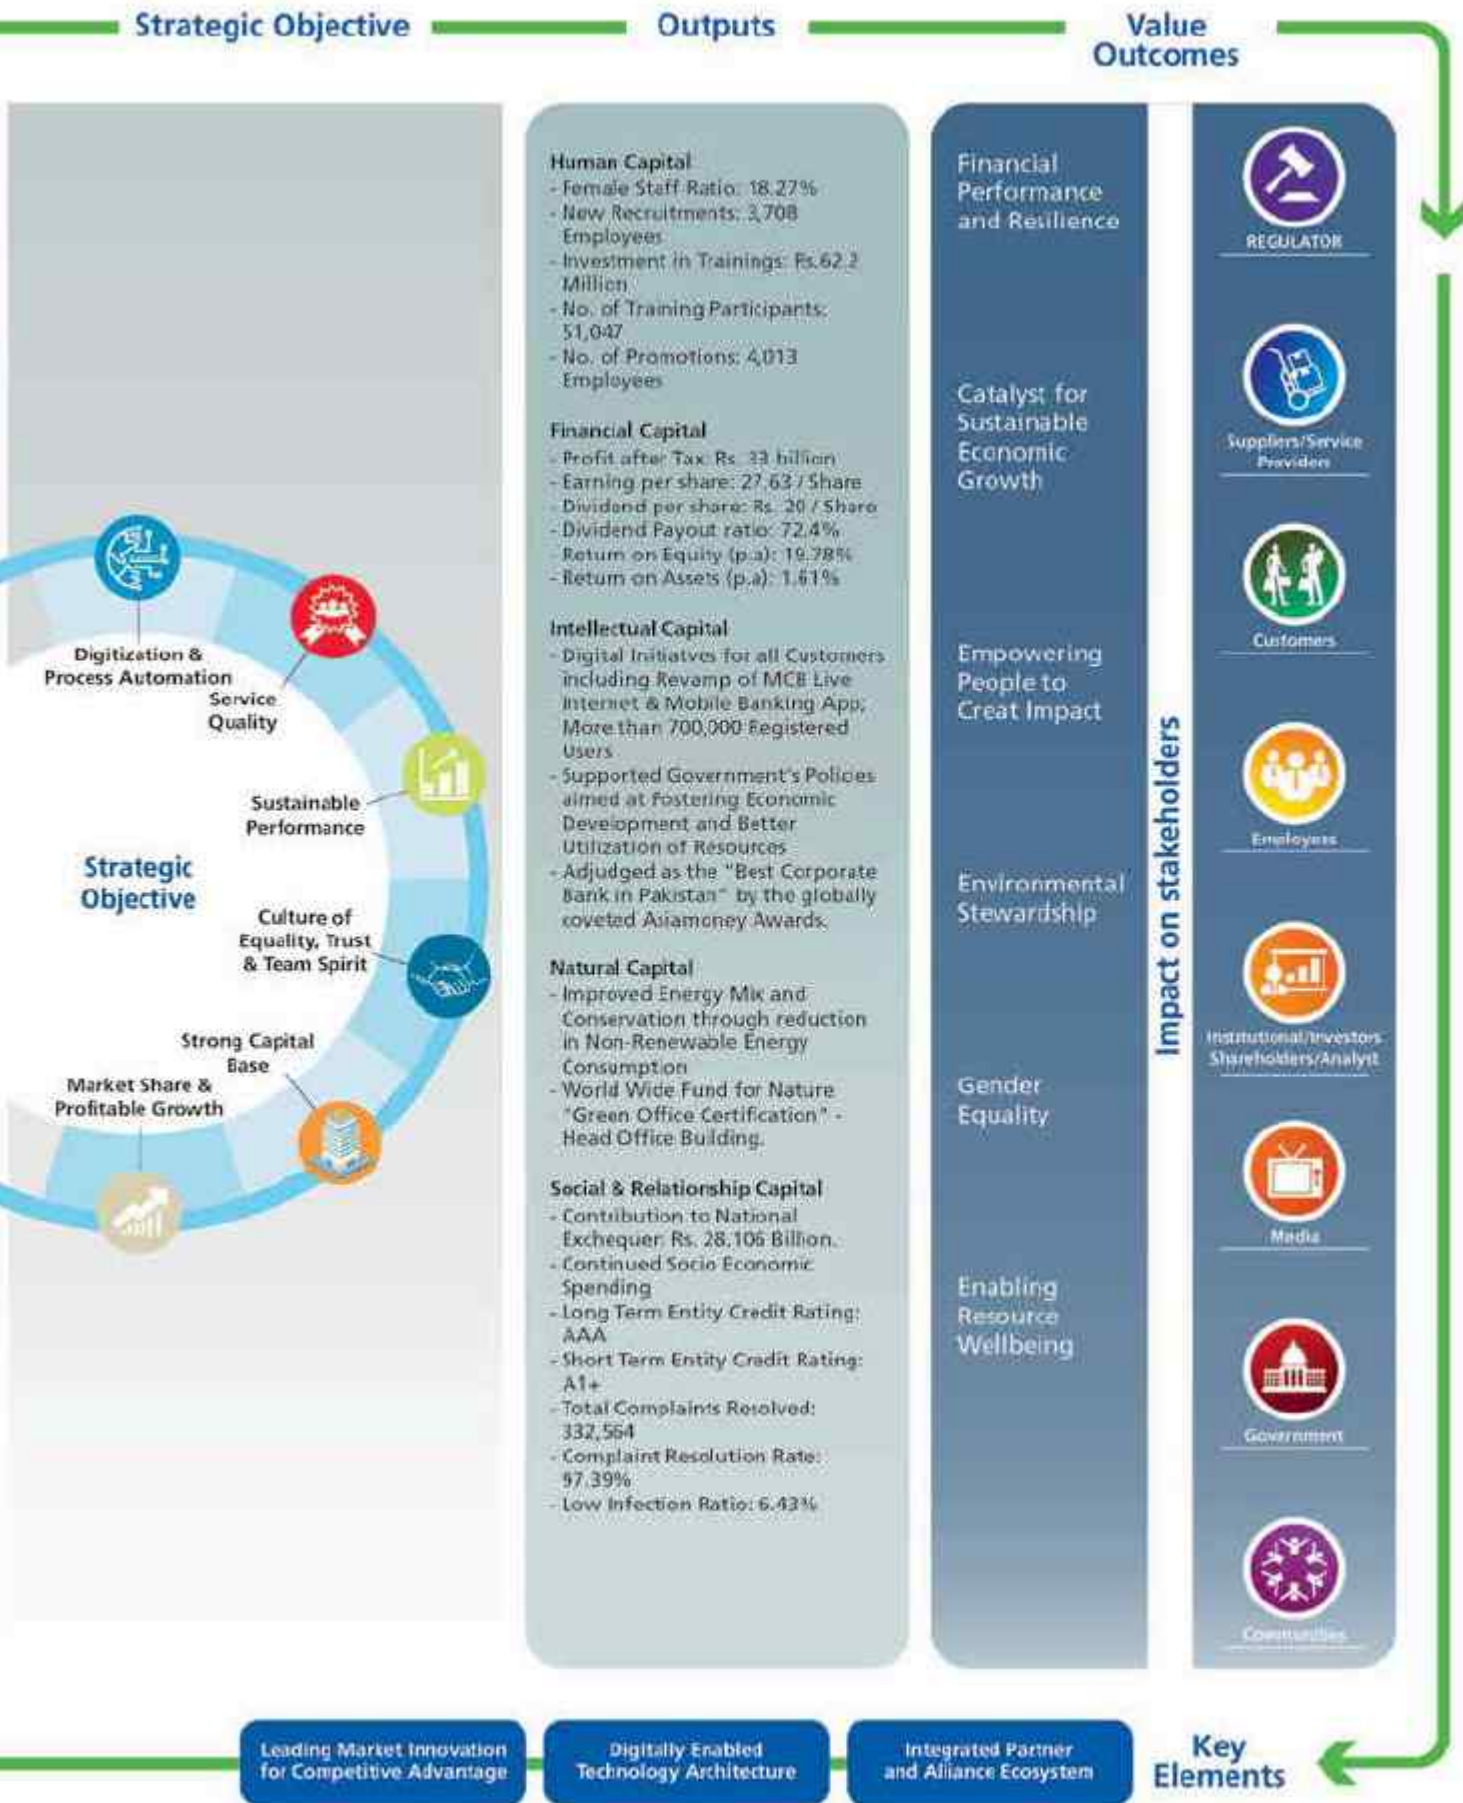 Strategic Objective
Outputs
Value
Outcomes
Digitization &
Process Automation
Service
Quality
Sustainable
Performance
Strategic
Objective
Culture of
Equality, Trust
& Team Spirit
Strong Capital
Base
Market Share &
Profitable Growth
Human Capital
- Female Staff Ratio: 18.27%
- New Recruitments: 3,708
Employees
- Investment in Trainings: Rs.62.2
Million
- No. of Training Participants:
51,047
- No. of Promotions: 4,013
Employees
Financial Capital
- Profit after Tax: Rs. 33 billion
- Earning per share: 27.63 / Share
- Dividend per share: Rs. 20 / Share
- Dividend Payout ratio: 72.4%
- Return on Equity (p.a): 19.78%
- Return on Assets (p.a): 1.61%
Intellectual Capital
- Digital Initiatves for all Customers
including Revamp of MCB Live
Internet & Mobile Banking App,
More than 700,000 Registered
Users
- Supported Government's Policies
aimed at Fostering Economic
Development and Better
Utilization of Resources
- Adjudged as the "Best Corporate
Bank in Pakistan" by the globally
coveted Asiamoney Awards.
Natural Capital
- Improved Energy Mix and
Conservation through reduction
in Non-Renewable Energy
Consumption
- World Wide Fund for Nature
"Green Office Certification" -
Head Office Building.
Social & Relationship Capital
- Contribution to National
Exchequer: Rs. 28.106 Billion.
- Continued Socio Economic
Spending
- Long Term Entity Credit Rating:
AAA
- Short Term Entity Credit Rating:
A1+
- Total Complaints Resolved:
332,564
- Complaint Resolution Rate:
97.39%
- Low Infection Ratio: 6.43%
Financial
Performance
and Resilience
Catalyst for
Sustainable
Economic
Growth
Empowering
People to
Creat Impact
Environmental
Stewardship
Gender
Equality
Enabling
Resource
Wellbeing
Impact on stakeholders
REGULATOR
Suppliers/Service
Providers
Customers
Employees
Institutional/Investors
Shareholders/Analyst
Media
Government
Communities
Leading Market Innovation
for Competitive Advantage
Digitally Enabled
Technology Architecture
Integrated Partner
and Alliance Ecosystem
Key
Elements